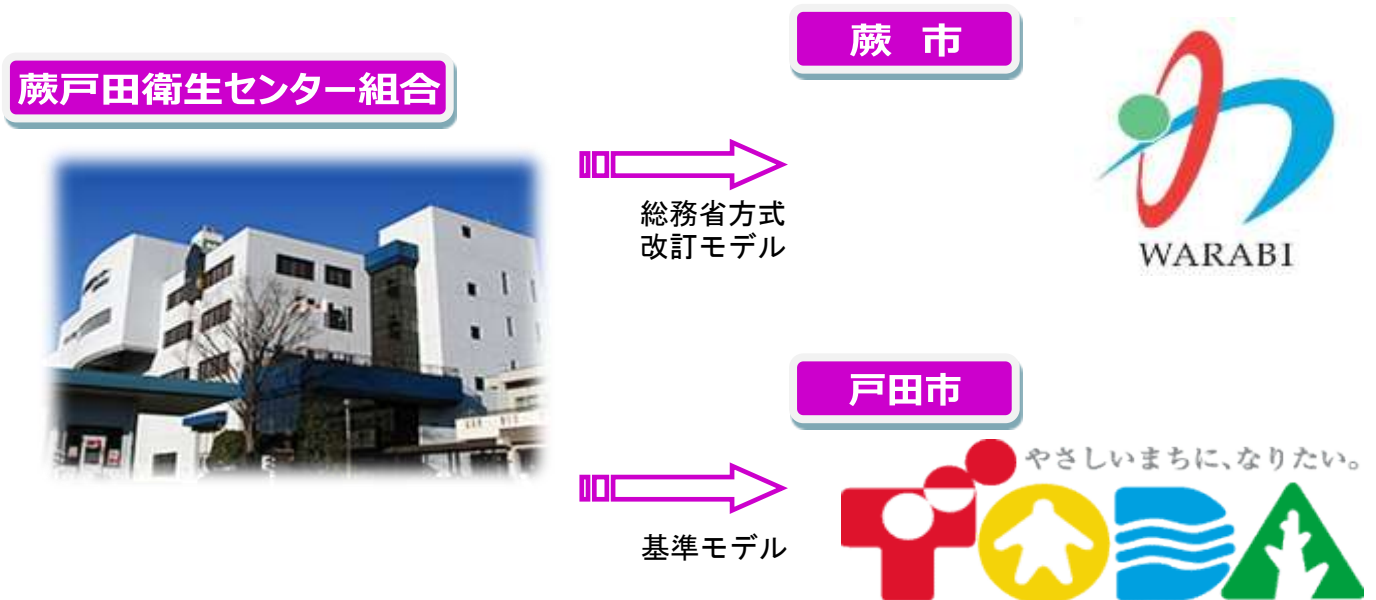 蕨戸田衛生センター組合
総務省方式
改訂モデル
蕨 市
WARABI
基準モデル
戸田市
やさしいまちに、なりたい。
TODA